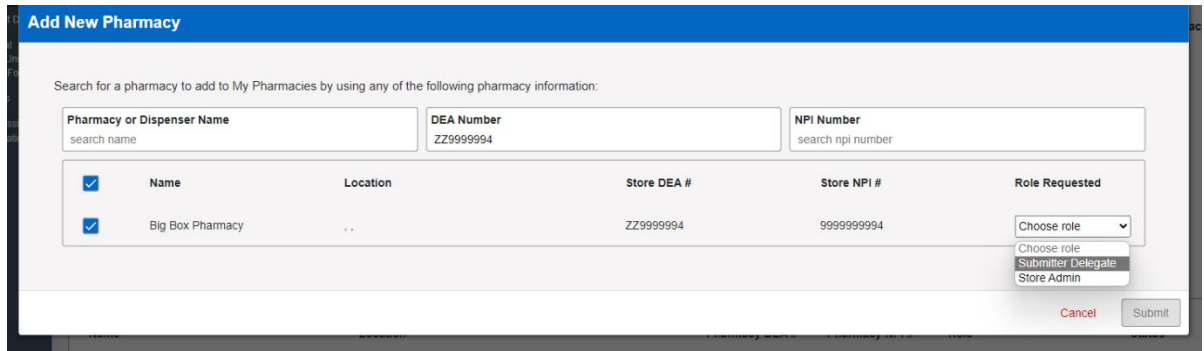 Add New Pharmacy
Search for a pharmacy to add to My Pharmacies by using any of the following pharmacy information:
Pharmacy or Dispenser Name DEA Number NPI Number
search name ZZ9999994 search npi number
Name Location Store DEA # Store NPI # Role Requested
Big Box Pharmacy , , ZZ9999994 9999999994 Choose role
Choose role
Submitter Delegate
Store Admin
Cancel Submit